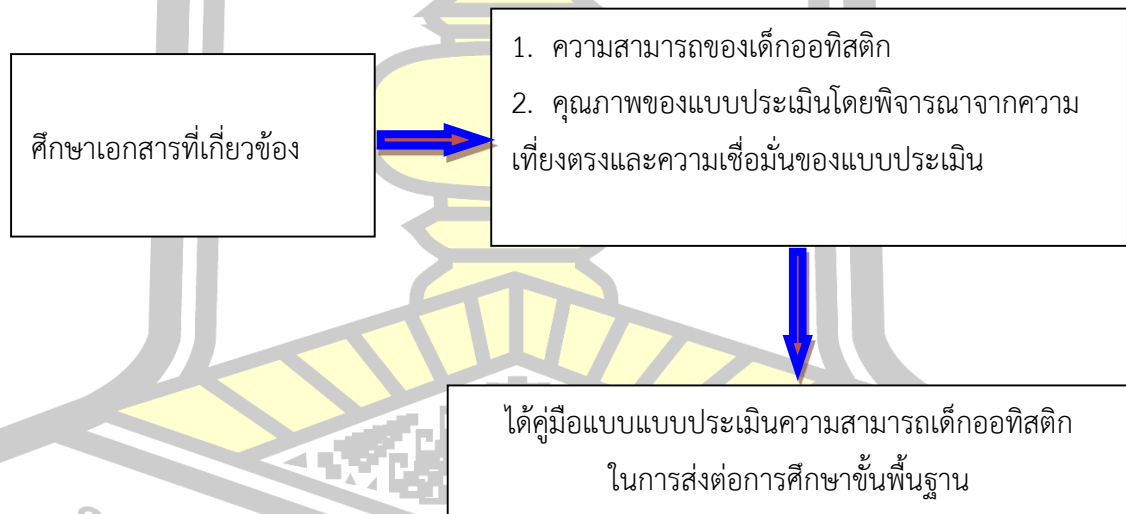 ศึกษาเอกสารที่เกี่ยวข้อง
1. ความสามารถของเด็กออทิสติก
2. คุณภาพของแบบประเมินโดยพิจารณาจากความ
เที่ยงตรงและความเชื่อมั่นของแบบประเมิน
ได้คู่มือแบบแบบประเมินความสามารถเด็กออทิสติก
ในการส่งต่อการศึกษาขั้นพื้นฐาน